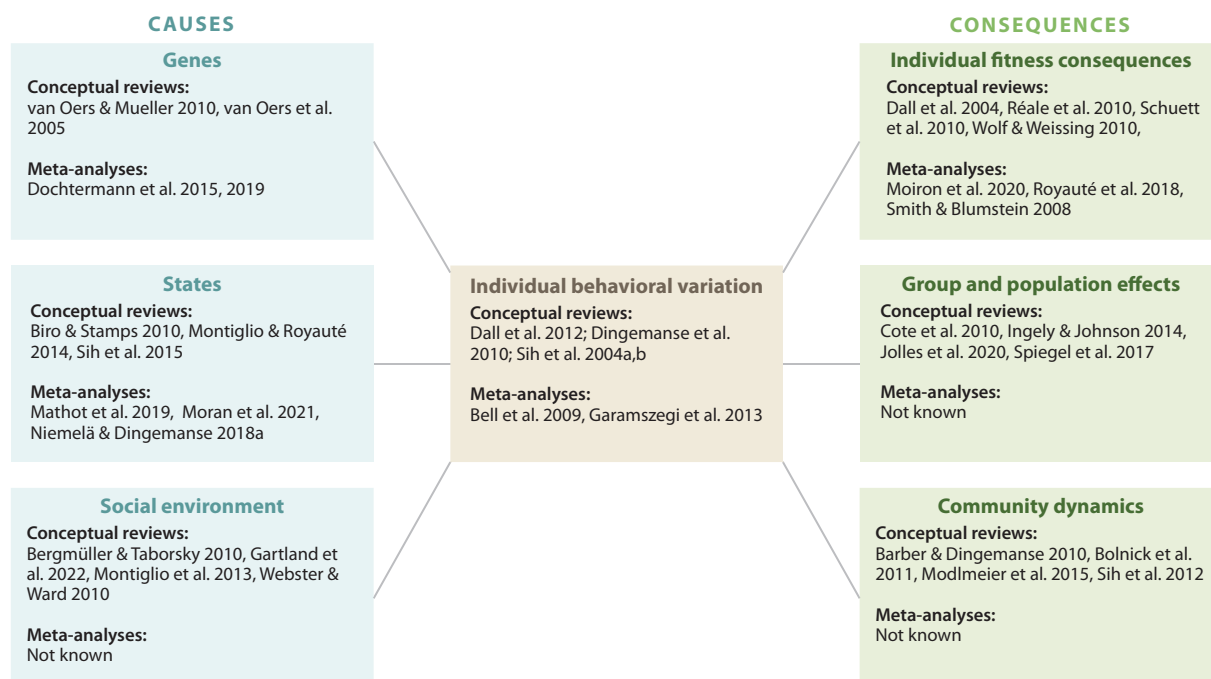 CAUSES
Genes
Conceptual reviews:
van Oers & Mueller 2010, van Oers et al.
2005
Meta-analyses:
Dochtermann et al. 2015, 2019
States
Conceptual reviews:
Biro & Stamps 2010, Montiglio & Royauté
2014, Sih et al. 2015
Meta-analyses:
Mathot et al. 2019, Moran et al. 2021,
Niemelä & Dingemanse 2018a
Social environment
Conceptual reviews:
Bergmüller & Taborsky 2010, Gartland et
al. 2022, Montiglio et al. 2013, Webster &
Ward 2010
Meta-analyses:
Not known
Individual behavioral variation
Conceptual reviews:
Dall et al. 2012; Dingemanse et al.
2010; Sih et al. 2004a,b
Meta-analyses:
Bell et al. 2009, Garamszegi et al. 2013
CONSEQUENCES
Individual fitness consequences
Conceptual reviews:
Dall et al. 2004, Réale et al. 2010, Schuett
et al. 2010, Wolf & Weissing 2010,
Meta-analyses:
Moiron et al. 2020, Royauté et al. 2018,
Smith & Blumstein 2008
Group and population effects
Conceptual reviews:
Cote et al. 2010, Ingely & Johnson 2014,
Jolles et al. 2020, Spiegel et al. 2017
Meta-analyses:
Not known
Community dynamics
Conceptual reviews:
Barber & Dingemanse 2010, Bolnick et al.
2011, Modlmeier et al. 2015, Sih et al. 2012
Meta-analyses:
Not known